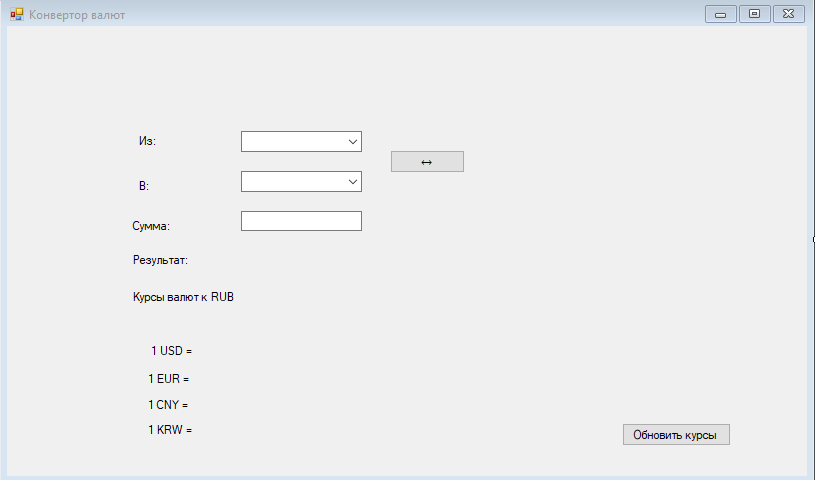 Конвертор валют
Из:
↔
В:
Сумма:
Результат:
Курсы валют к RUB
1 USD =
1 EUR =
1 CNY =
1 KRW =
Обновить курсы